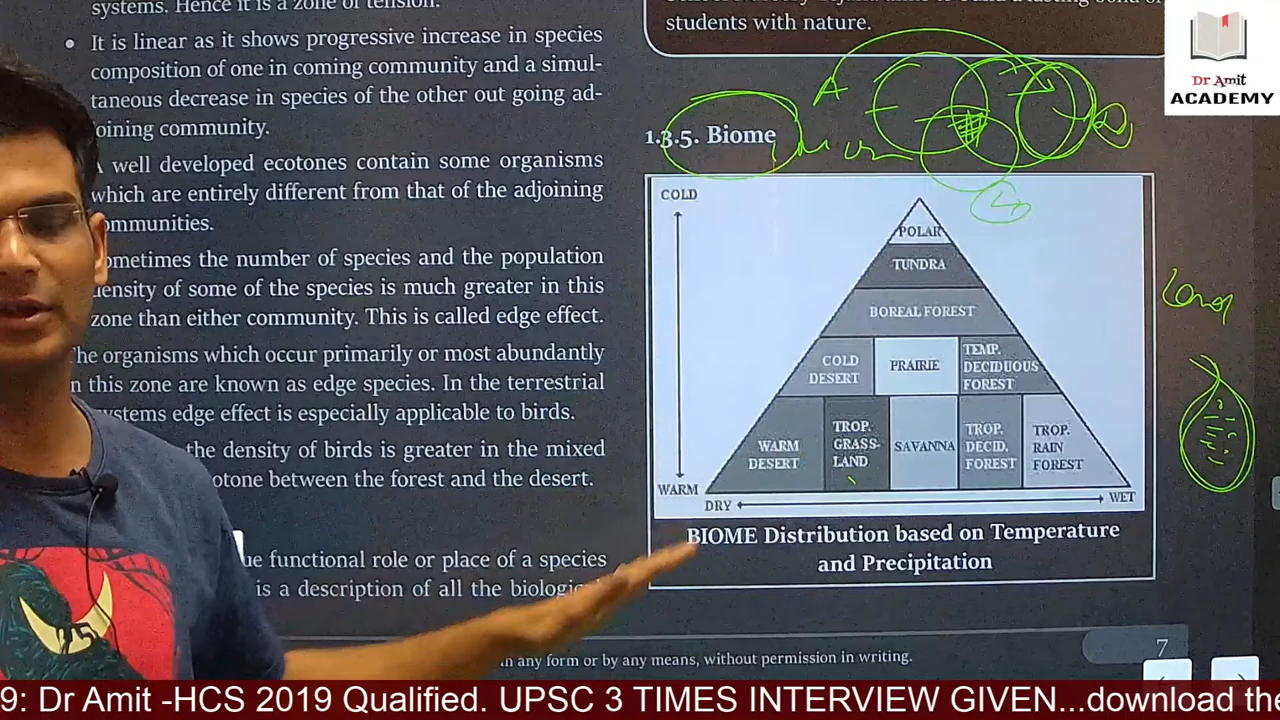 systems. Hence it is a zone of tension.
• It is linear as it shows progressive increase in species
composition of one in coming community and a simul-
taneous decrease in species of the other out going ad-
oining community.
A well developed ecotones contain some organisms
which are entirely different from that of the adjoining
ommunities.
ometimes the number of species and the population
ensity of some of the species is much greater in this
zone than either community. This is called edge effect.
The organisms which occur primarily or most abundantly
n this zone are known as edge species. In the terrestrial
systems edge effect is especially applicable to birds.
the density of birds is greater in the mixed
otone between the forest and the desert.
ue functional role or place of a species
is a description of all the biologic
students with nature.
Dr Amit
ACADEMY
A
1.3.5. Biome
COLD
POLAR
TUNDRA
BOREAL FOREST
COLD
DESERT
PRAIRIE
TEMP.
DECIDUOUS
FOREST
WARM
DESERT
TROP.
GRASS-
LAND
SAVANNA
TROP.
DECID.
FOREST
TROP.
RAIN
FOREST
WARM
DRY
WET
BIOME Distribution based on Temperature
and Precipitation
7
in any form or by any means, without permission in writing.
9: Dr Amit -HCS 2019 Qualified. UPSC 3 TIMES INTERVIEW GIVEN...download the